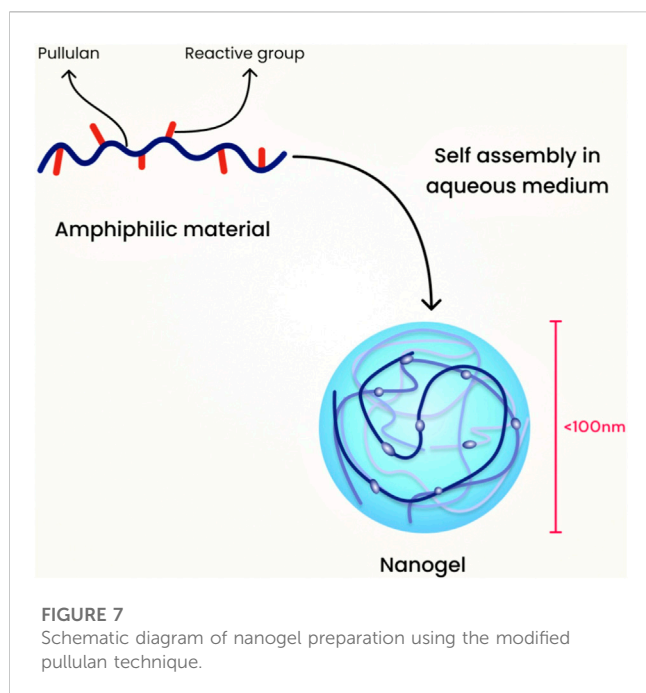 Pullulan
Reactive group
Self assembly in
aqueous medium
Amphiphilic material
<100nm
Nanogel
FIGURE 7
Schematic diagram of nanogel preparation using the modified
pullulan technique.